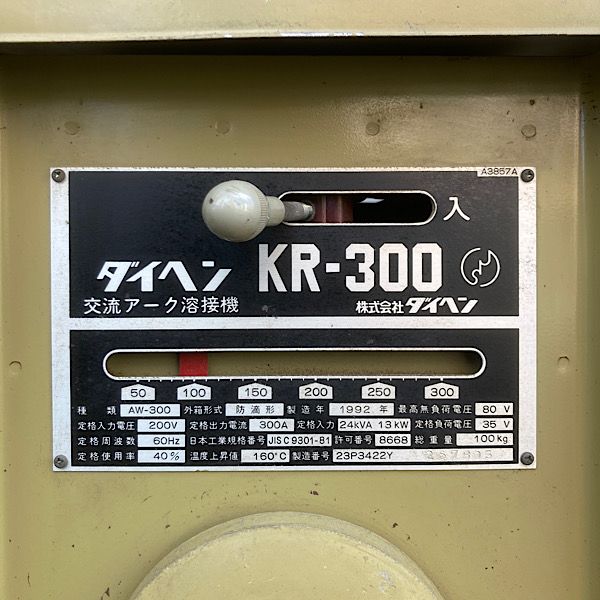 A3857A
入
ダイヘン KR-300
交流アーク溶接機 株式会社ダイヘン
50 100 150 200 250 300
種類 AW-300 外箱形式 防滴形 製造年 1992年 最高無負荷電圧 80 V
定格入力電圧 200V 定格出力電流 300A 定格入力 24kVA 13kW 定格負荷電圧 35 V
定格周波数 60Hz 日本工業規格番号 JIS C 9301-81 許可番号 8668 総重量 100kg
定格使用率 40% 温度上昇値 160°C 製造番号 23P3422Y